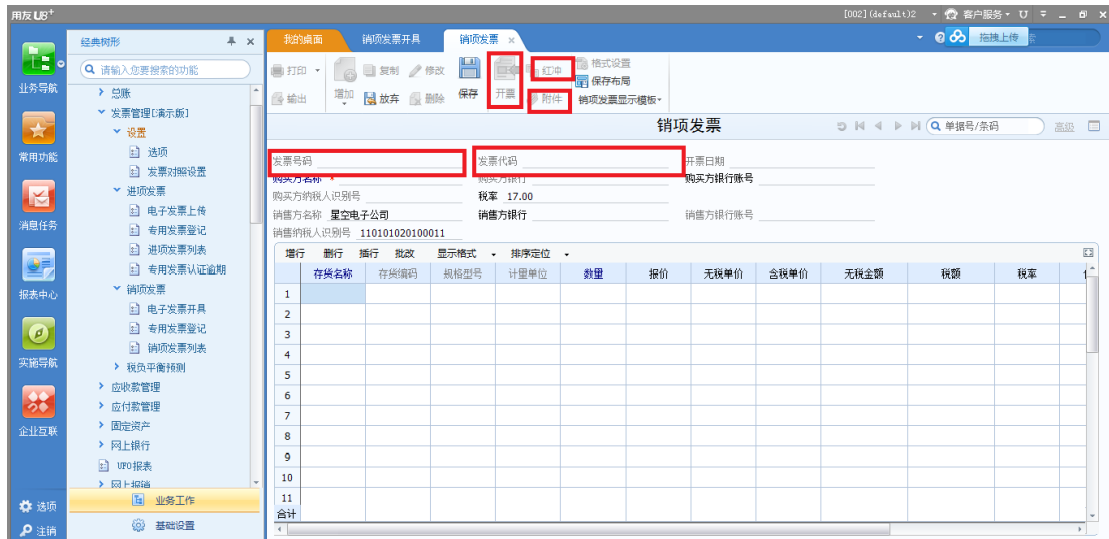 用友 U8+ [002](default)2 客户服务
经典树形 我的桌面 销项发票开具 销项发票 拖拽上传
请输入您要搜索的功能
业务导航
常用功能
消息任务
报表中心
实施导航
企业互联
选项
注销
总账
发票管理[演示版]
设置
选项
发票对照设置
进项发票
电子发票上传
专用发票登记
进项发票列表
专用发票认证逾期
销项发票
电子发票开具
专用发票登记
销项发票列表
税负平衡预测
应收款管理
应付款管理
固定资产
网上银行
UFO报表
网上报销
业务工作
基础设置
打印 增加 复制 修改 保存 开票 红冲 格式设置
保存布局
输出 放弃 删除 附件 销项发票显示模板
销项发票 单据号/条码 高级
发票号码 发票代码 开票日期
购买方名称 * 购买方银行 购买方银行账号
购买方纳税人识别号 税率 17.00
销售方名称 星空电子公司 销售方银行 销售方银行账号
销售纳税人识别号 110101020100011
增行 删行 插行 批改 显示格式 排序定位
存货名称 存货编码 规格型号 计量单位 数量 报价 无税单价 含税单价 无税金额 税额 税率
1
2
3
4
5
6
7
8
9
10
11
合计